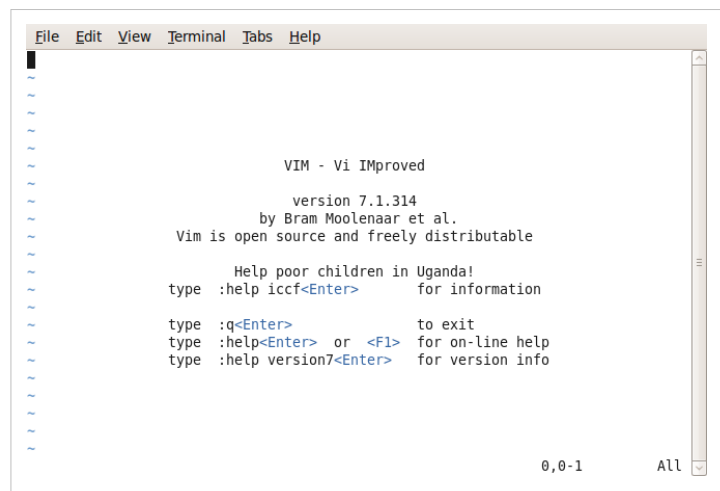 File Edit View Terminal Tabs Help
~
~
~
~
~
~ VIM - Vi IMproved
~
~ version 7.1.314
~ by Bram Moolenaar et al.
~ Vim is open source and freely distributable
~
~ Help poor children in Uganda!
~ type :help iccf<Enter> for information
~
~ type :q<Enter> to exit
~ type :help<Enter> or <F1> for on-line help
~ type :help version7<Enter> for version info
~
~
~
~
~
0,0-1 All